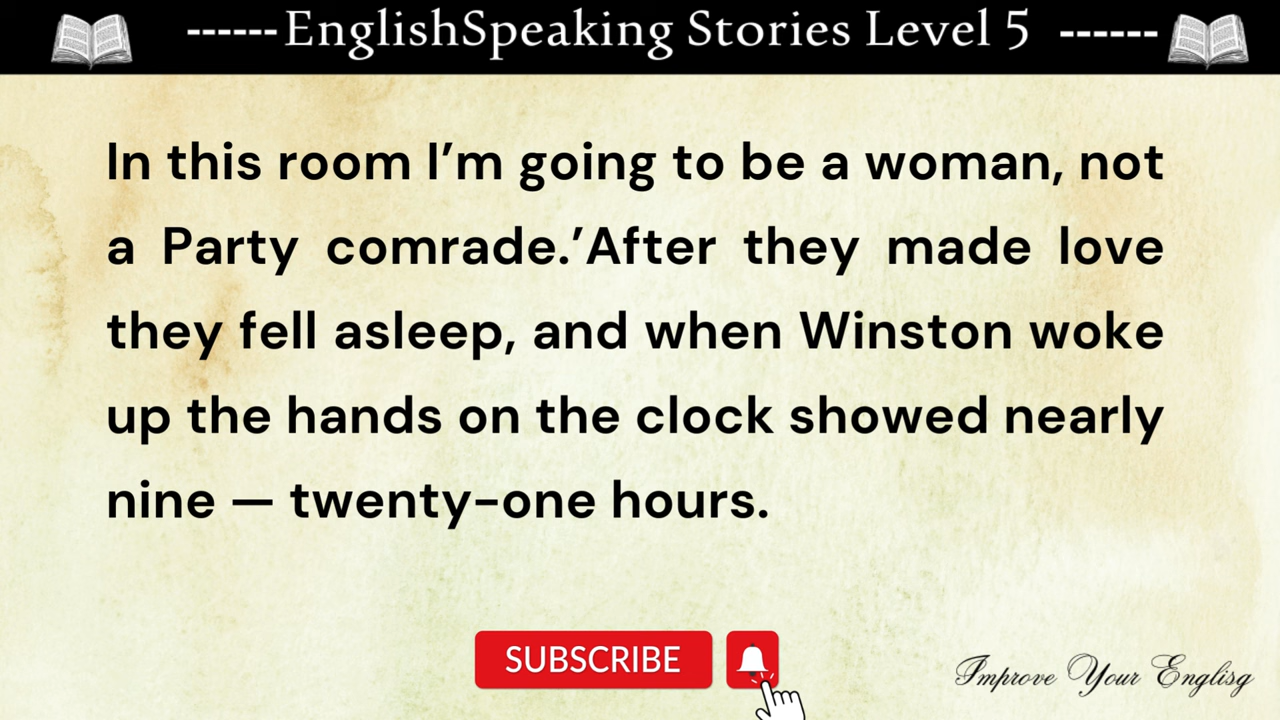 ------EnglishSpeaking Stories Level 5 ------
In this room I’m going to be a woman, not
a Party comrade.’After they made love
they fell asleep, and when Winston woke
up the hands on the clock showed nearly
nine — twenty-one hours.
SUBSCRIBE
Improve Your Englisg